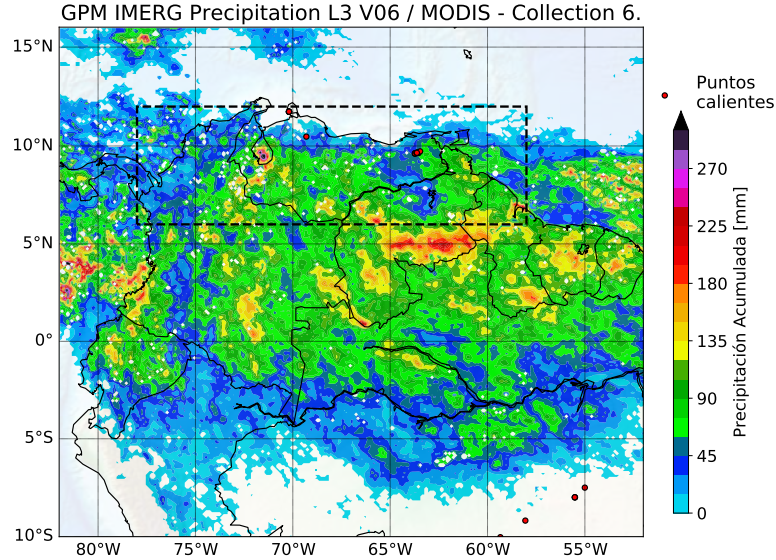 GPM IMERG Precipitation L3 V06 / MODIS - Collection 6.
15°N
10°N
5°N
0°
5°S
10°S
80°W
75°W
70°W
65°W
60°W
55°W
Puntos
calientes
270
225
180
135
90
45
0
Precipitación Acumulada [mm]